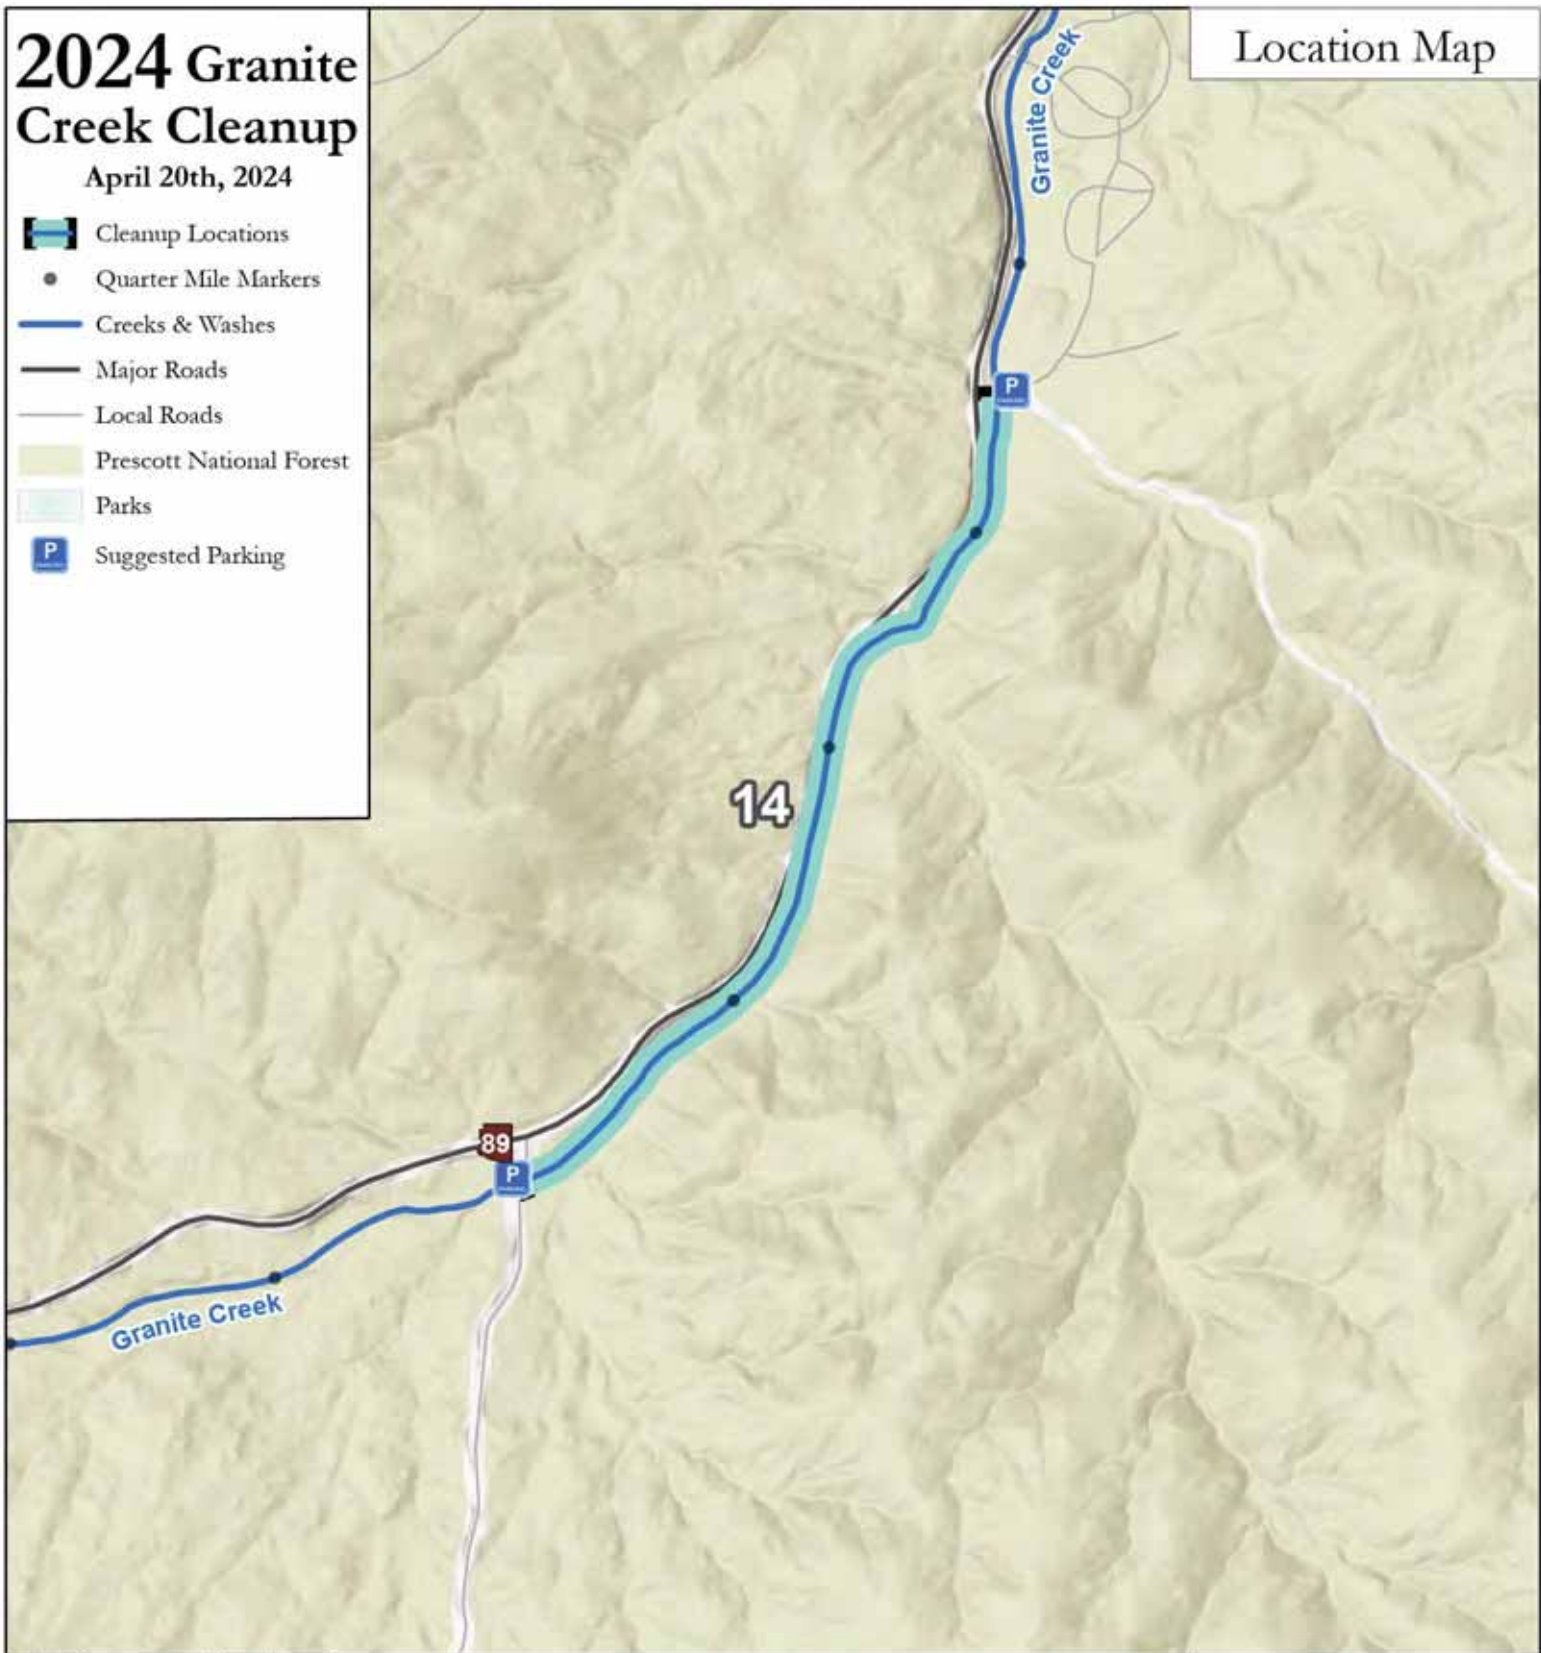 2024 Granite
Creek Cleanup
April 20th, 2024
Cleanup Locations
Quarter Mile Markers
Creeks & Washes
Major Roads
Local Roads
Prescott National Forest
Parks
P
Suggested Parking
Location Map
Granite Creek
P
14
89
P
Granite Creek